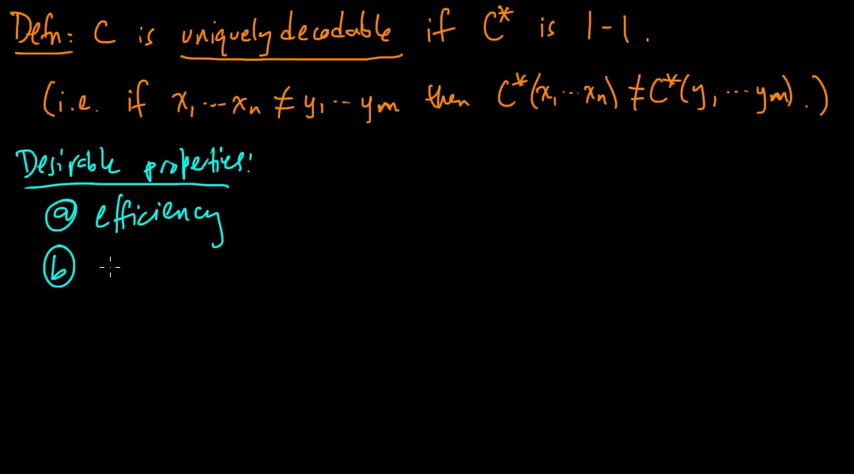 Defn: C is uniquely decodable if C* is 1-1.
(i.e. if x₁...xₙ ≠ y₁...yₘ then C*(x₁...xₙ) ≠ C*(y₁...yₘ).)
Desirable properties:
ⓐ efficiency
ⓑ